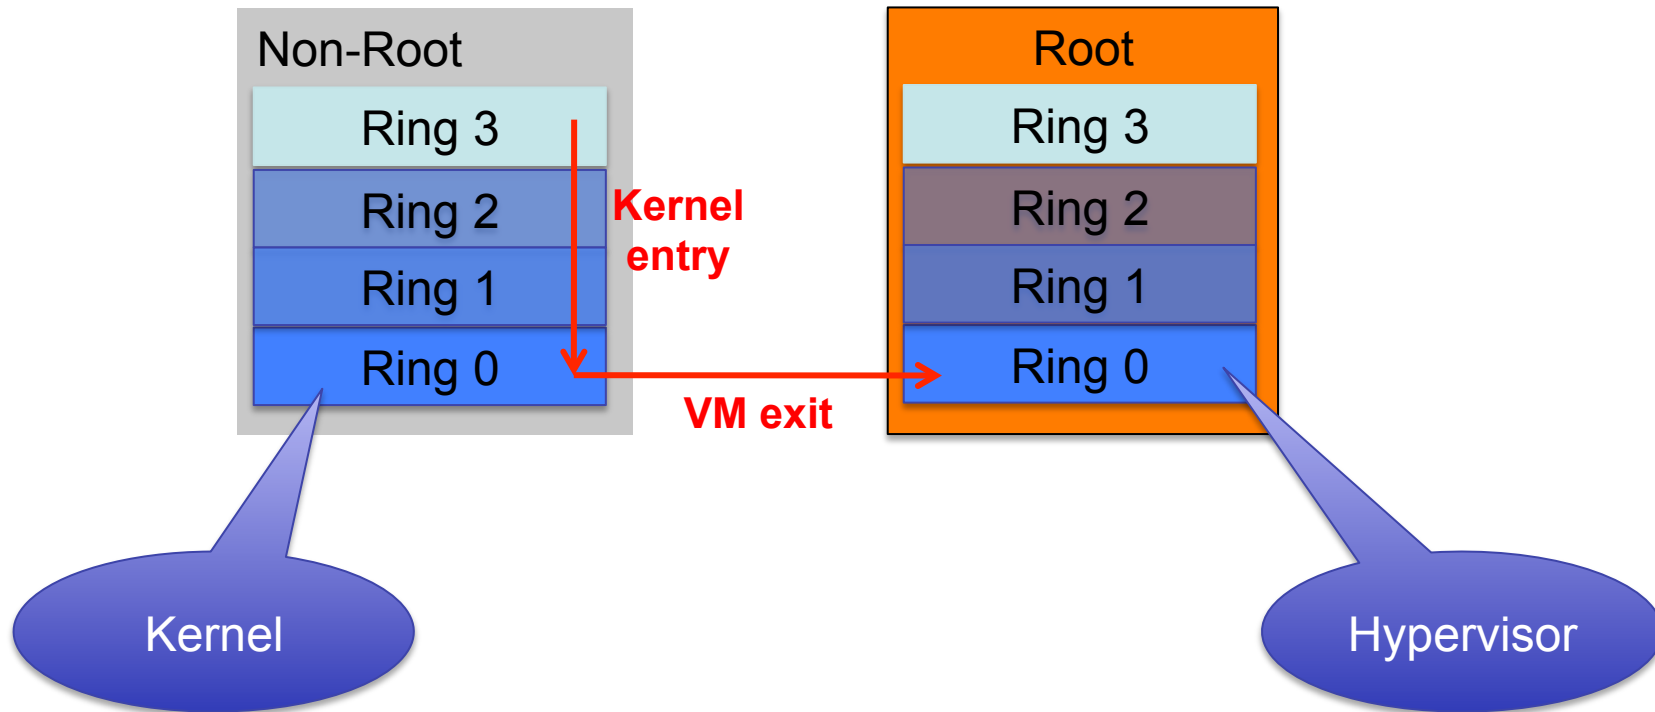 Non-Root
Ring 3
Ring 2
Ring 1
Ring 0
Kernel
entry
VM exit
Root
Ring 3
Ring 2
Ring 1
Ring 0
Kernel
Hypervisor